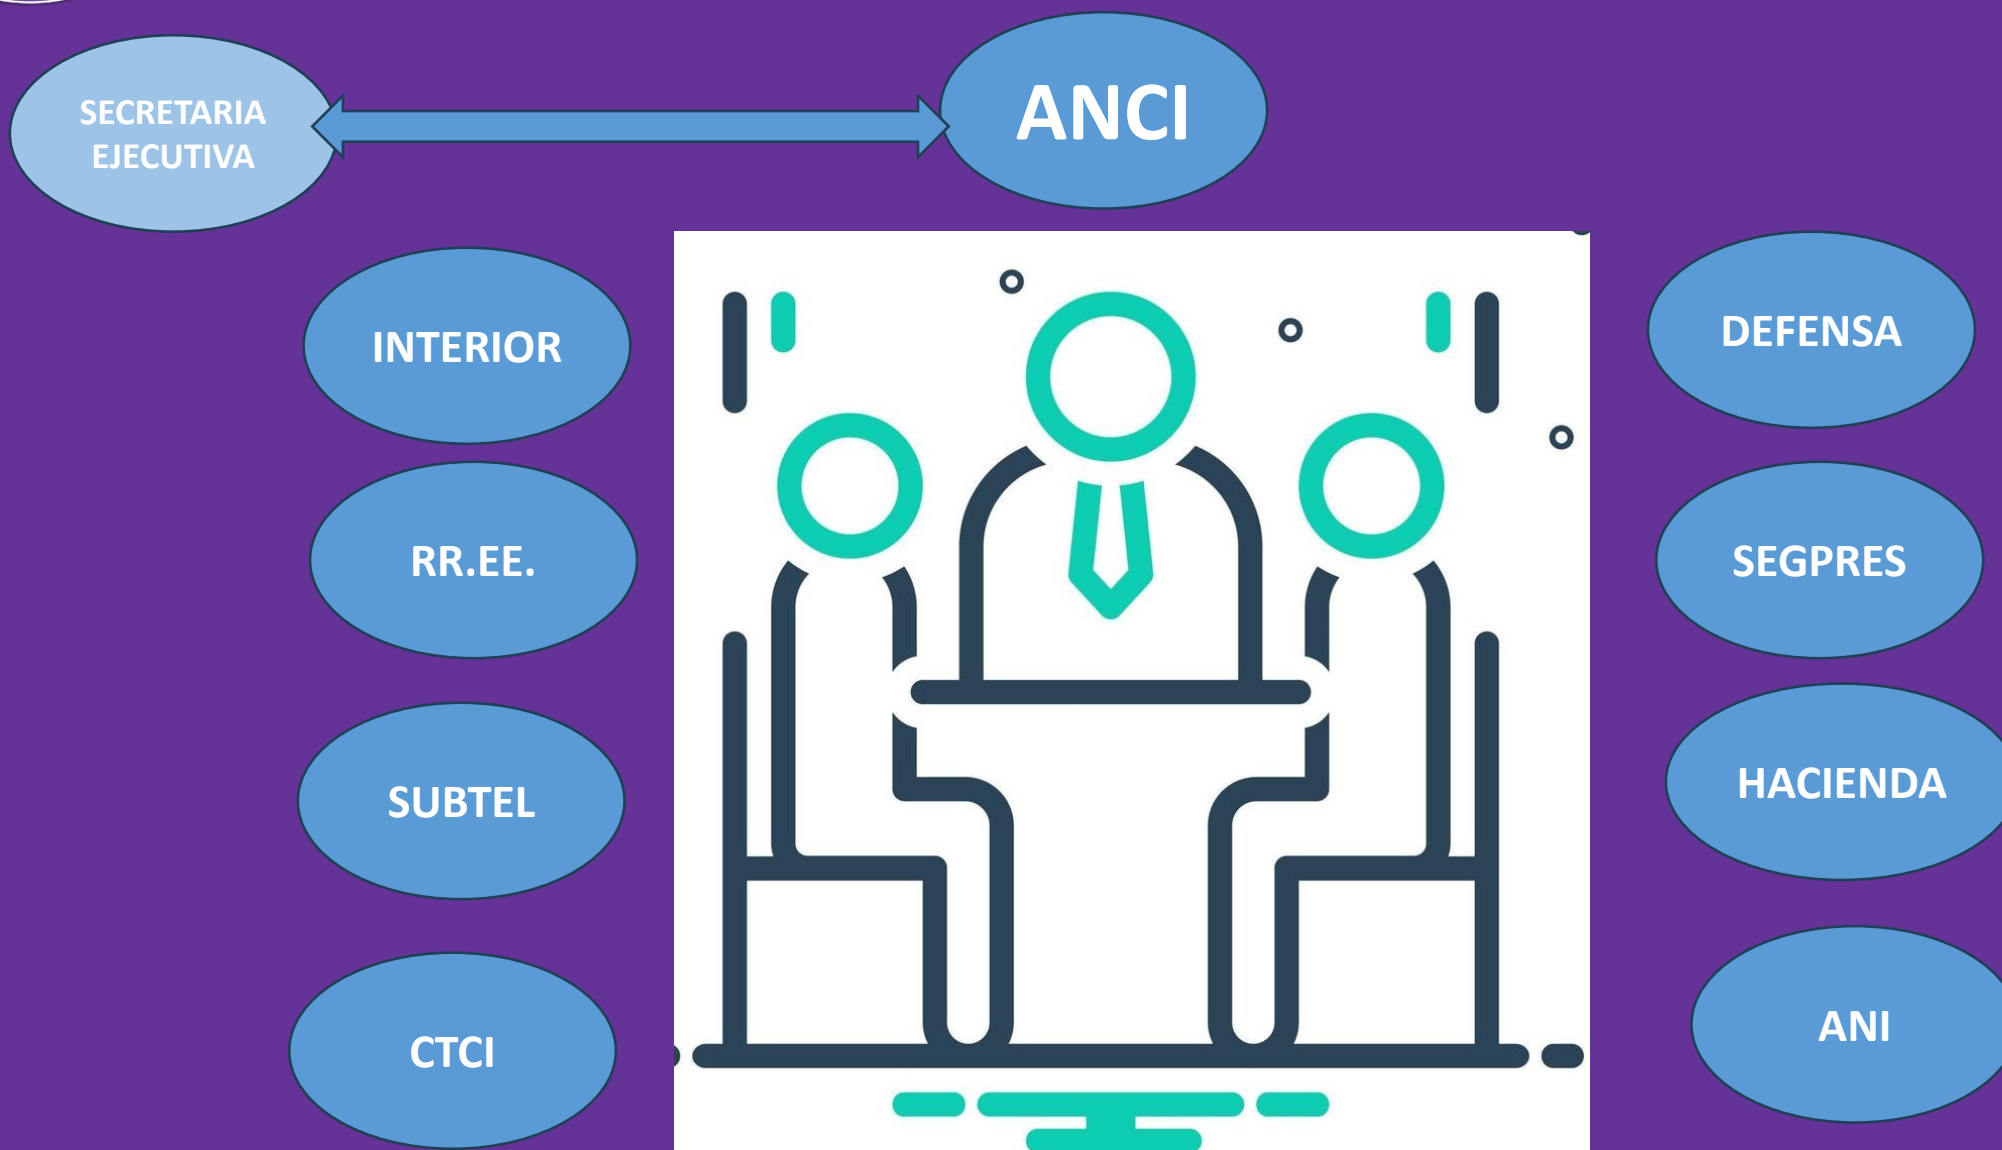 SECRETARIA
EJECUTIVA
ANCI
INTERIOR
DEFENSA
RR.EE.
SEGPRES
SUBTEL
HACIENDA
CTCI
ANI